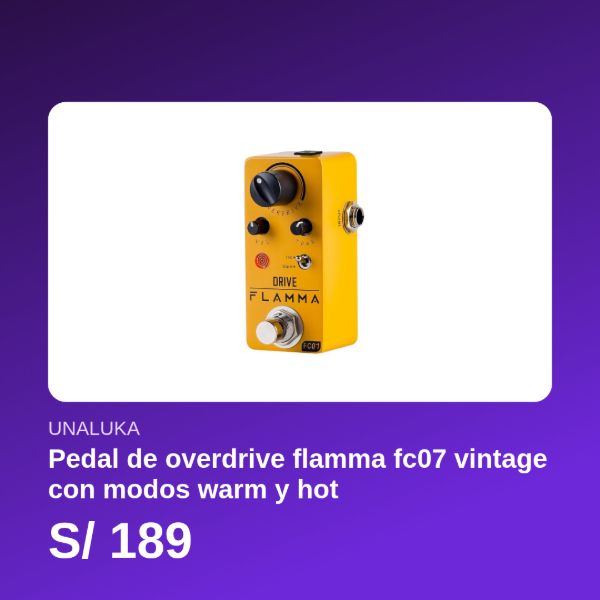 DRIVE
FLAMMA
FC07
UNALUKA
Pedal de overdrive flamma fc07 vintage
con modos warm y hot
S/ 189